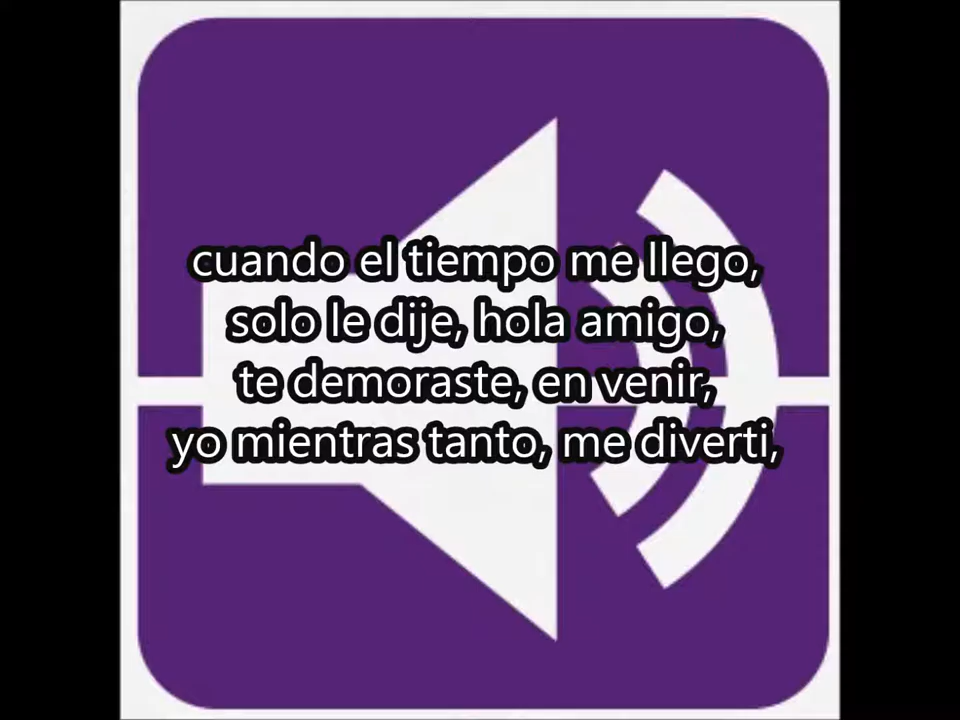 cuando el tiempo me llego,
solo le dije, hola amigo,
te demoraste, en venir,
yo mientras tanto, me diverti,